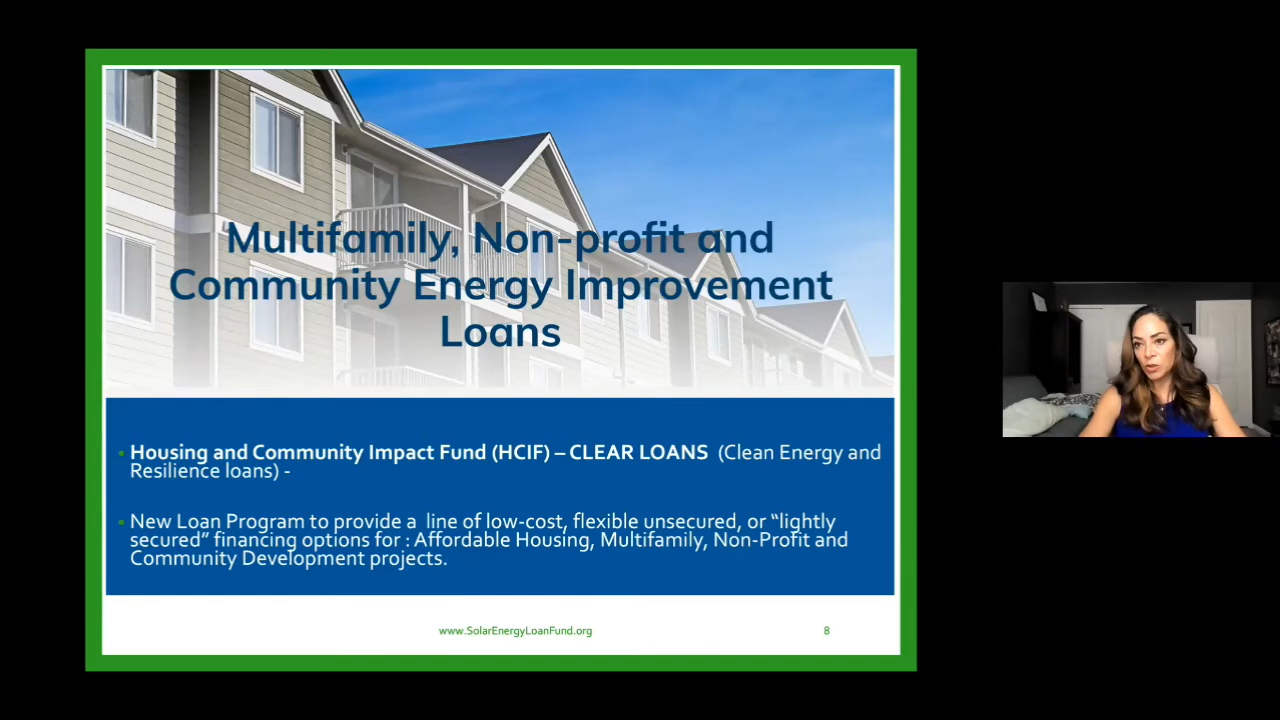 Multifamily, Non-profit and
Community Energy Improvement
Loans
• Housing and Community Impact Fund (HCIF) – CLEAR LOANS (Clean Energy and
Resilience loans) -
• New Loan Program to provide a line of low-cost, flexible unsecured, or “lightly
secured” financing options for : Affordable Housing, Multifamily, Non-Profit and
Community Development projects.
www.SolarEnergyLoanFund.org
8